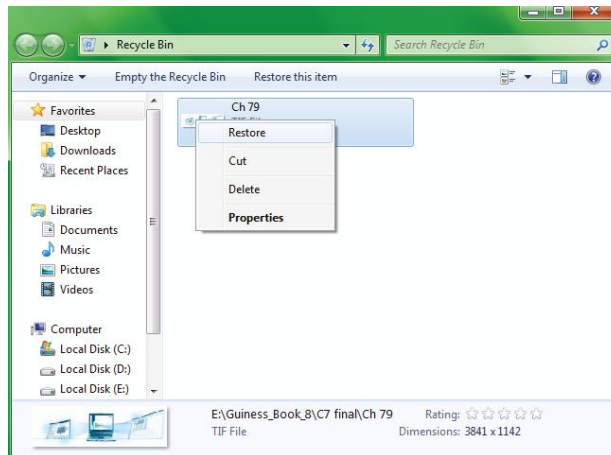 Recycle Bin
Search Recycle Bin
Organize
Empty the Recycle Bin
Restore this item
Favorites
Desktop
Downloads
Recent Places
Libraries
Documents
Music
Pictures
Videos
Computer
Local Disk (C:)
Local Disk (D:)
Local Disk (E:)
Ch 79
TIF File
Restore
Cut
Delete
Properties
E:\Guiness_Book_8\C7 final\Ch 79
TIF File
Rating:
Dimensions: 3841 x 1142